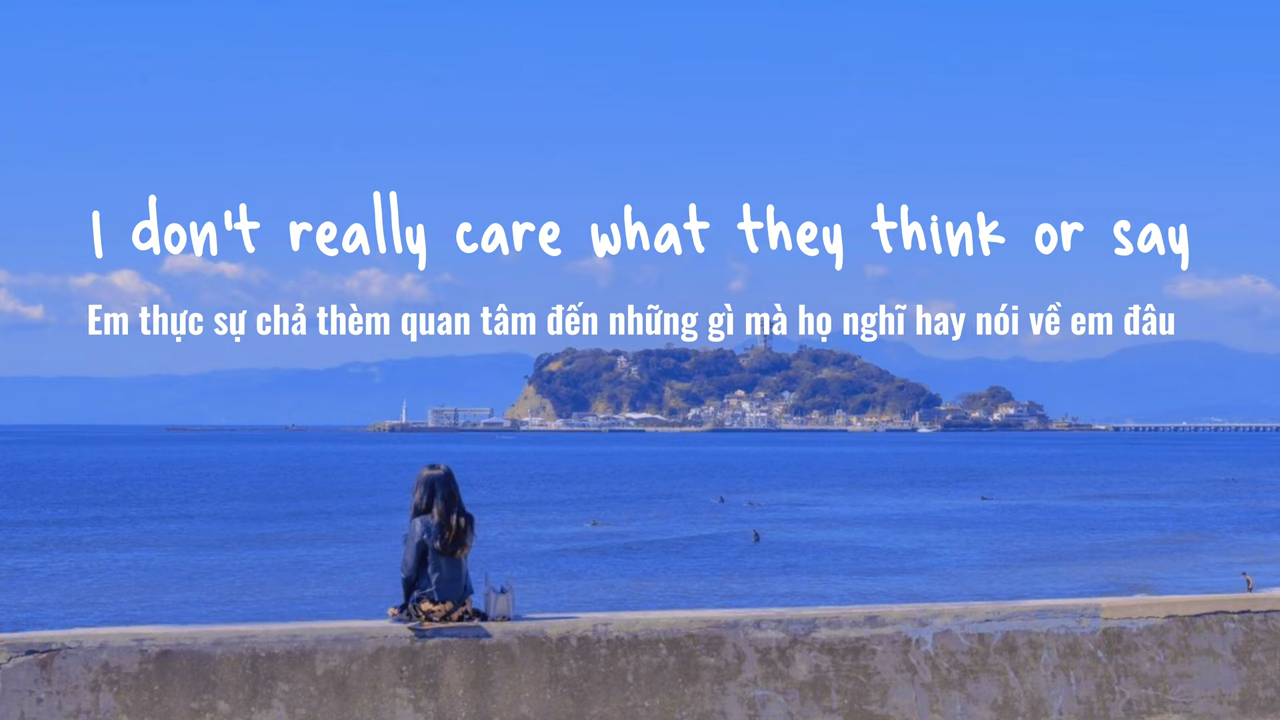 I don't really care what they think or say
Em thực sự chả thèm quan tâm đến những gì mà họ nghĩ hay nói về em đâu